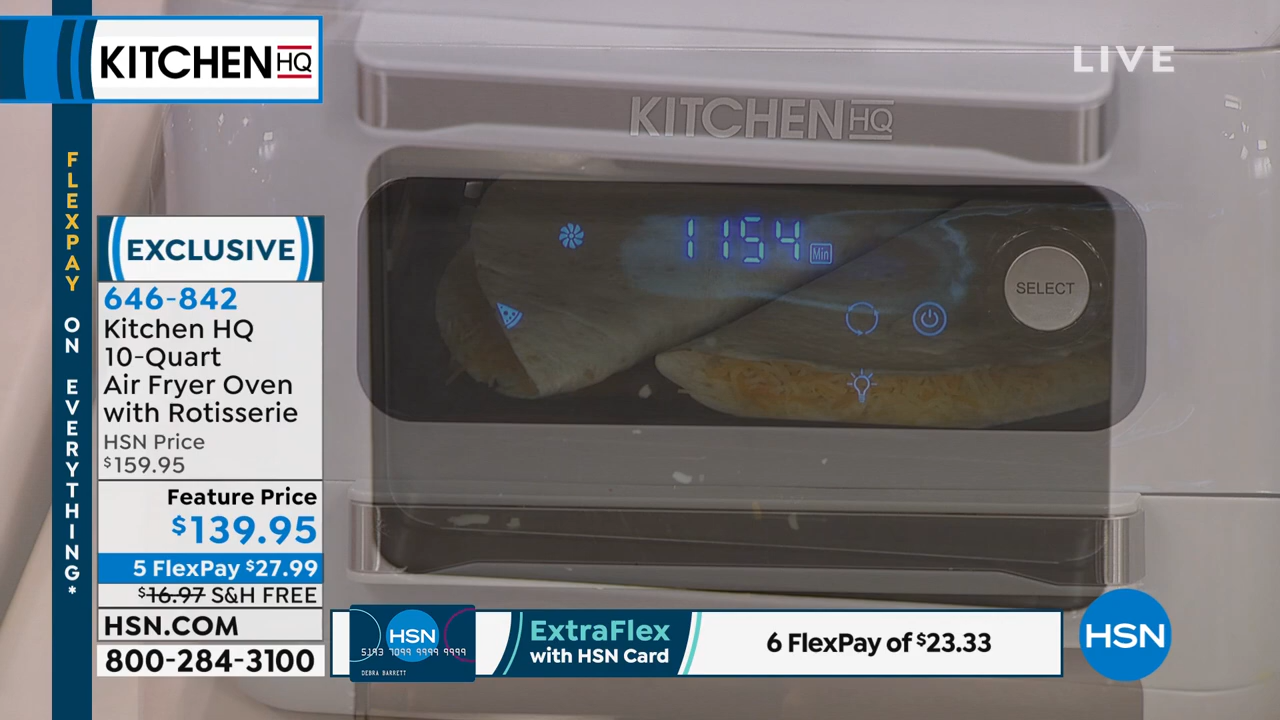 KITCHEN HQ
LIVE
KITCHEN HQ
FLEXPAY ON EVERYTHING*
EXCLUSIVE
646-842
Kitchen HQ
10-Quart
Air Fryer Oven
with Rotisserie
HSN Price
$159.95
Feature Price
$139.95
5 FlexPay $27.99
$16.97 S&H FREE
HSN.COM
800-284-3100
1154 Min
SELECT
HSN
5193 7099 9999 9999
DEBRA BARRETT
ExtraFlex
with HSN Card
6 FlexPay of $23.33
HSN